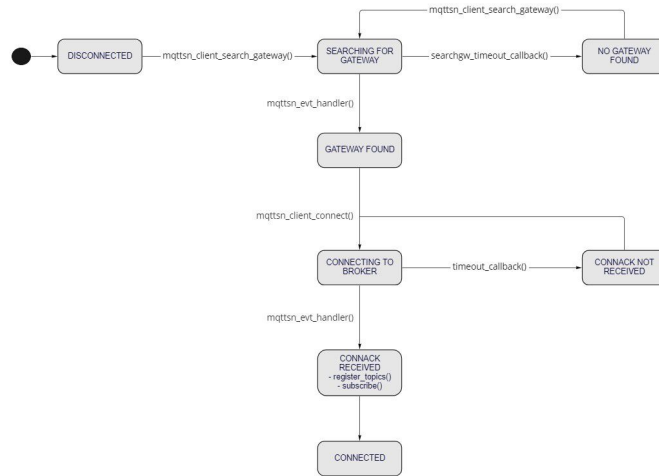 mqttsn_client_search_gateway()
DISCONNECTED
mqttsn_client_search_gateway()
SEARCHING FOR
GATEWAY
searchgw_timeout_callback()
NO GATEWAY
FOUND
mqttsn_evt_handler()
GATEWAY FOUND
mqttsn_client_connect()
CONNECTING TO
BROKER
timeout_callback()
CONNACK NOT
RECEIVED
mqttsn_evt_handler()
CONNACK
RECEIVED
- register_topics()
- subscribe()
CONNECTED